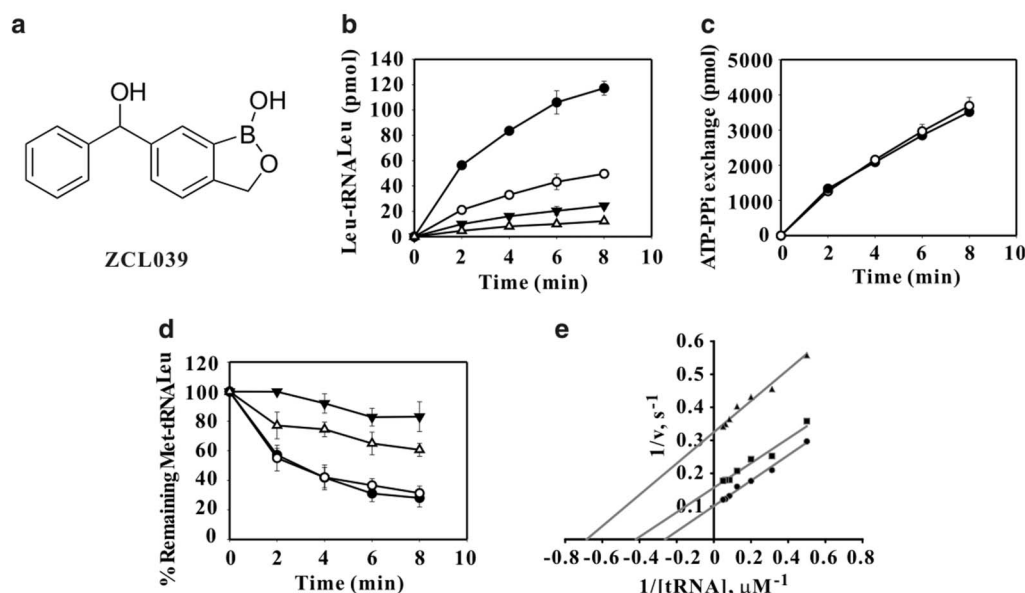 a
OH
OH
B
O
ZCL039
b
Leu-tRNA^Leu (pmol)
140
120
100
80
60
40
20
0
0 2 4 6 8 10
Time (min)
c
ATP-PPi exchange (pmol)
5000
4000
3000
2000
1000
0
0 2 4 6 8 10
Time (min)
d
% Remaining Met-tRNA^Leu
120
100
80
60
40
20
0
0 2 4 6 8 10
Time (min)
e
1/v, s⁻¹
0.6
0.5
0.4
0.3
0.2
0.1
-0.8 -0.6 -0.4 -0.2 0 0.2 0.4 0.6 0.8
1/[tRNA], μM⁻¹